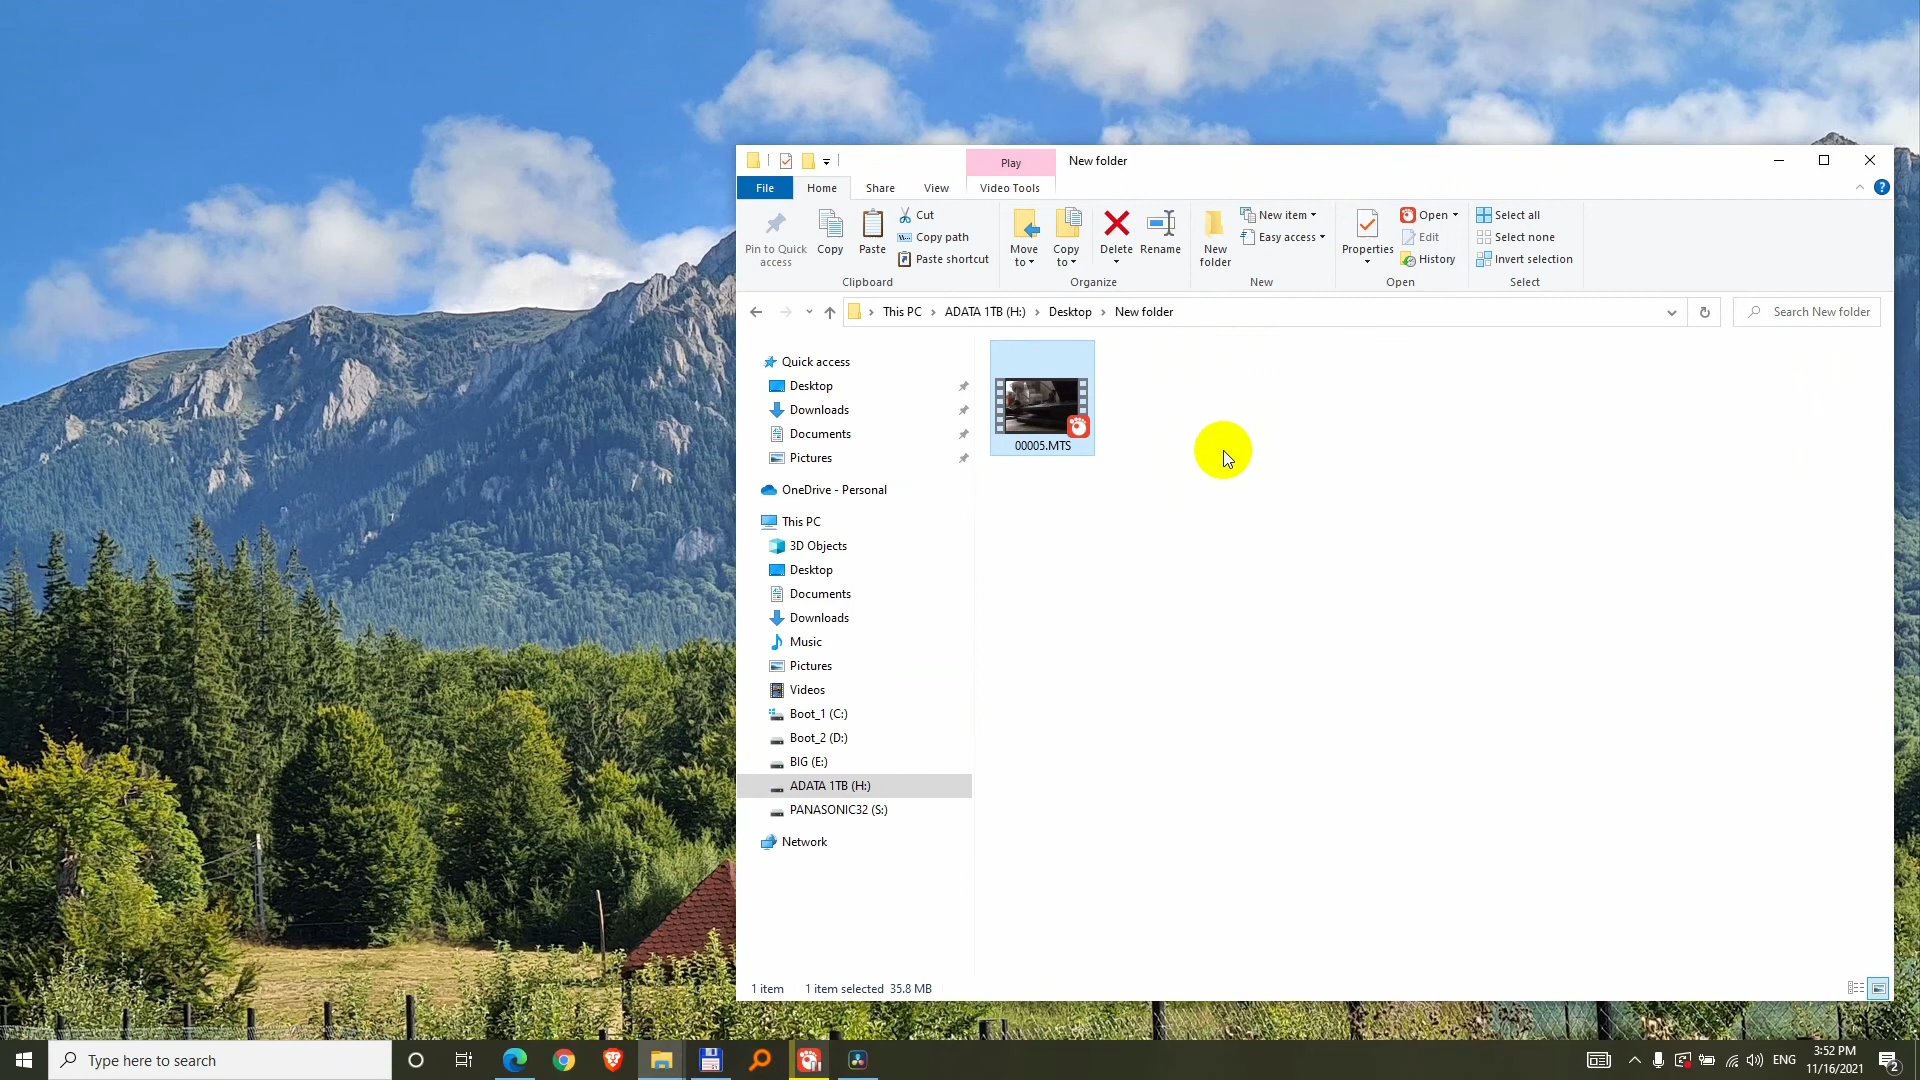 Play
New folder
File
Home
Share
View
Video Tools
Pin to Quick access
Copy
Paste
Cut
Copy path
Paste shortcut
Clipboard
Move to
Copy to
Delete
Rename
Organize
New folder
New item
Easy access
New
Properties
Open
Edit
History
Open
Select all
Select none
Invert selection
Select
This PC
ADATA 1TB (H:)
Desktop
New folder
Search New folder
Quick access
Desktop
Downloads
Documents
Pictures
OneDrive - Personal
This PC
3D Objects
Desktop
Documents
Downloads
Music
Pictures
Videos
Boot_1 (C:)
Boot_2 (D:)
BIG (E:)
ADATA 1TB (H:)
PANASONIC32 (S:)
Network
00005.MTS
1 item
1 item selected 35.8 MB
Type here to search
ENG
3:52 PM
11/16/2021
2